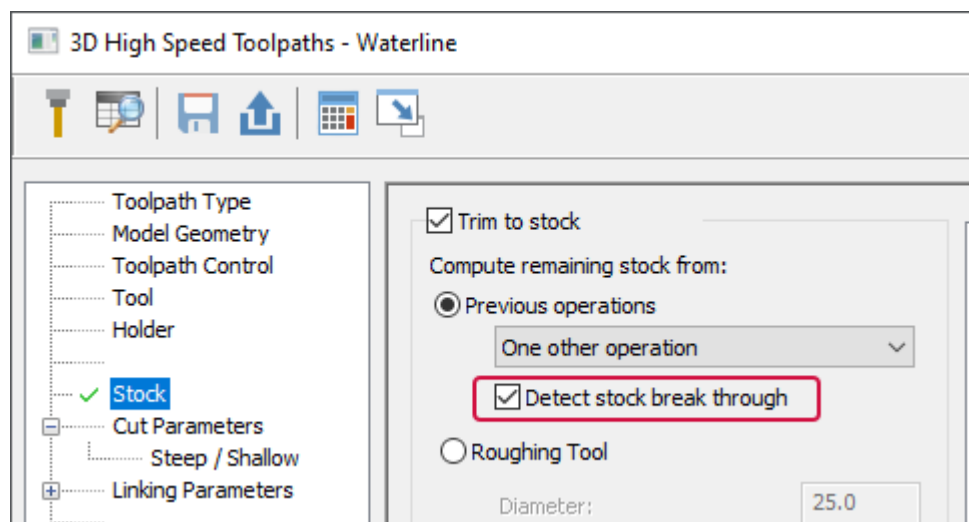 3D High Speed Toolpaths - Waterline
Toolpath Type
Model Geometry
Toolpath Control
Tool
Holder
Stock
Cut Parameters
Steep / Shallow
Linking Parameters
Trim to stock
Compute remaining stock from:
Previous operations
One other operation
Detect stock break through
Roughing Tool
Diameter: 25.0